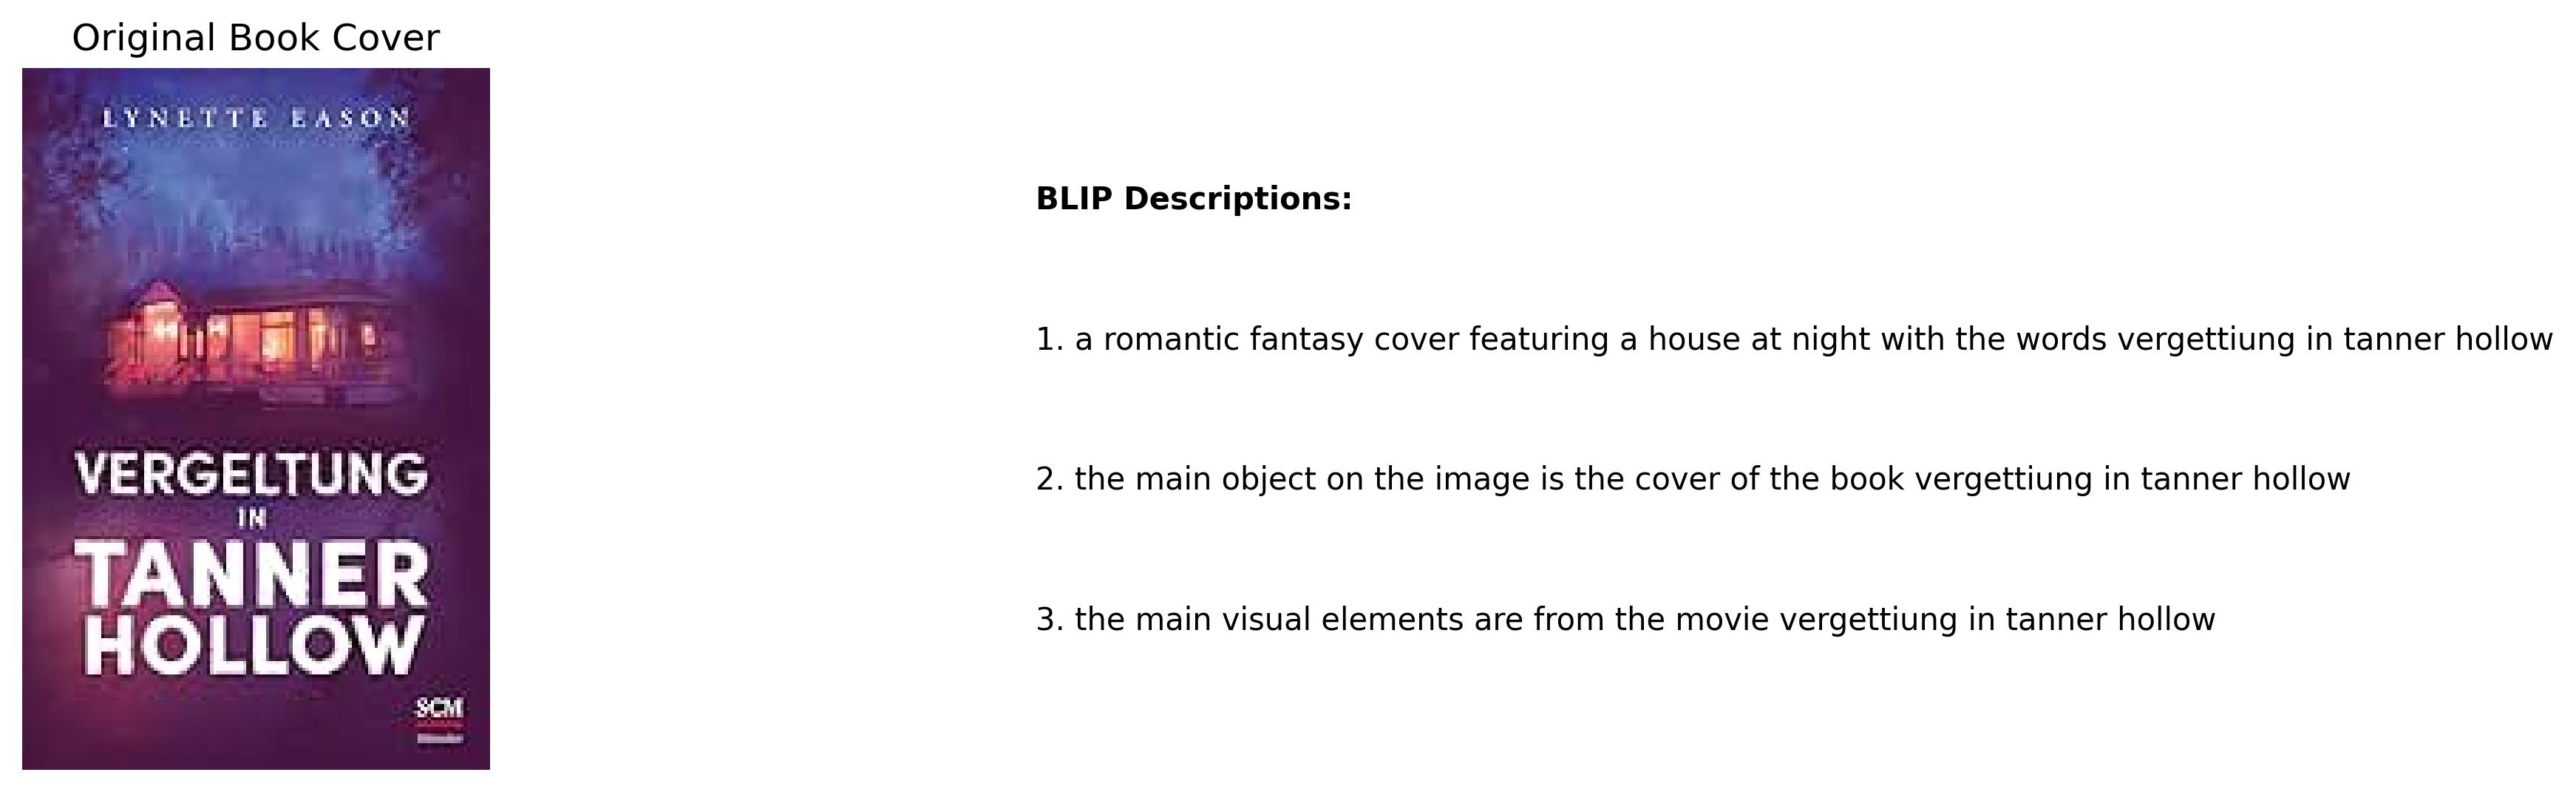 Original Book Cover
LYNETTE EASON
VERGELTUNG
IN
TANNER
HOLLOW
SCM
BLIP Descriptions:
1. a romantic fantasy cover featuring a house at night with the words vergettiung in tanner hollow
2. the main object on the image is the cover of the book vergettiung in tanner hollow
3. the main visual elements are from the movie vergettiung in tanner hollow